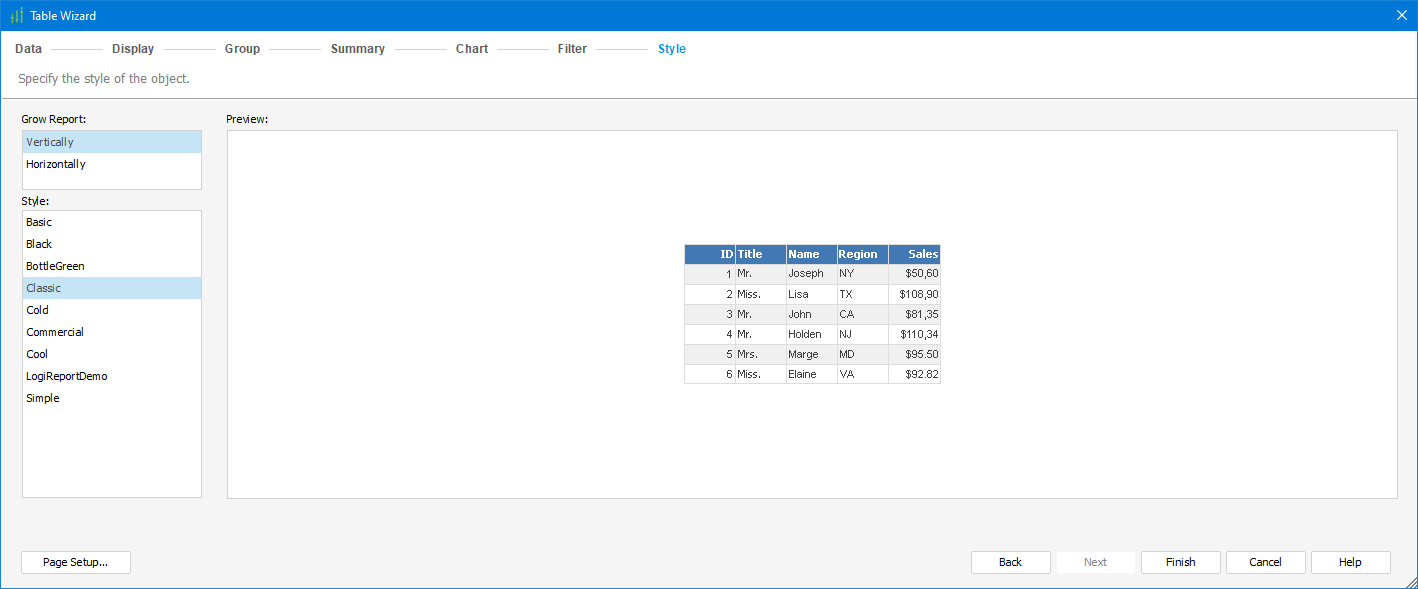 Table Wizard
Data Display Group Summary Chart Filter Style
Specify the style of the object.
Grow Report:
Vertically
Horizontally
Style:
Basic
Black
BottleGreen
Classic
Cold
Commercial
Cool
LogiReportDemo
Simple
Preview:
ID Title Name Region Sales
1 Mr. Joseph NY $50,60
2 Miss. Lisa TX $108,90
3 Mr. John CA $81,35
4 Mr. Holden NJ $110,34
5 Mrs. Marge MD $95.50
6 Miss. Elaine VA $92.82
Page Setup... Back Next Finish Cancel Help